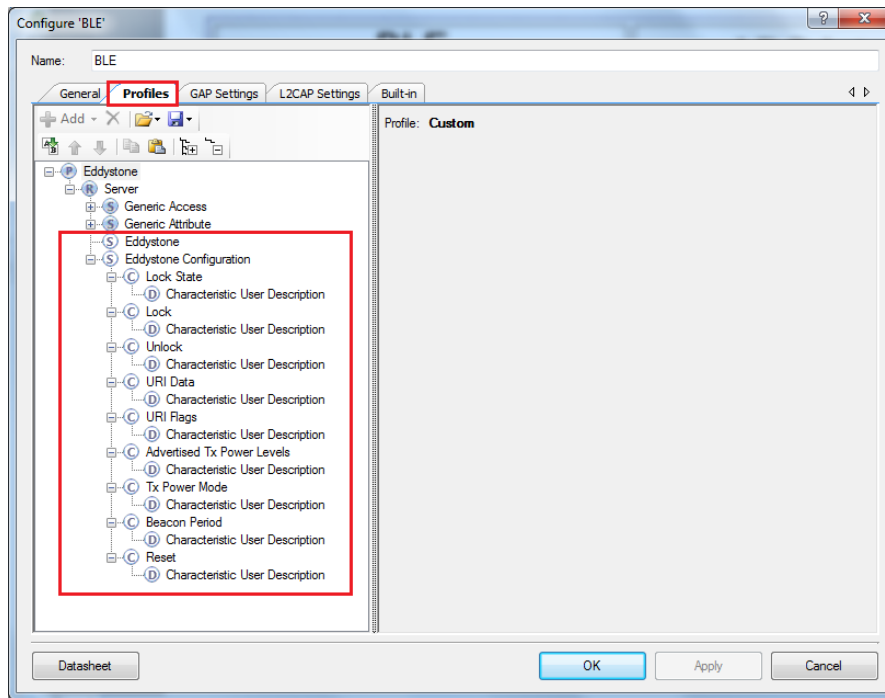 Configure 'BLE'
Name: BLE
General Profiles GAP Settings L2CAP Settings Built-in
Add
Profile: Custom
P Eddystone
R Server
S Generic Access
S Generic Attribute
S Eddystone
S Eddystone Configuration
C Lock State
D Characteristic User Description
C Lock
D Characteristic User Description
C Unlock
D Characteristic User Description
C URI Data
D Characteristic User Description
C URI Flags
D Characteristic User Description
C Advertised Tx Power Levels
D Characteristic User Description
C Tx Power Mode
D Characteristic User Description
C Beacon Period
D Characteristic User Description
C Reset
D Characteristic User Description
Datasheet OK Apply Cancel